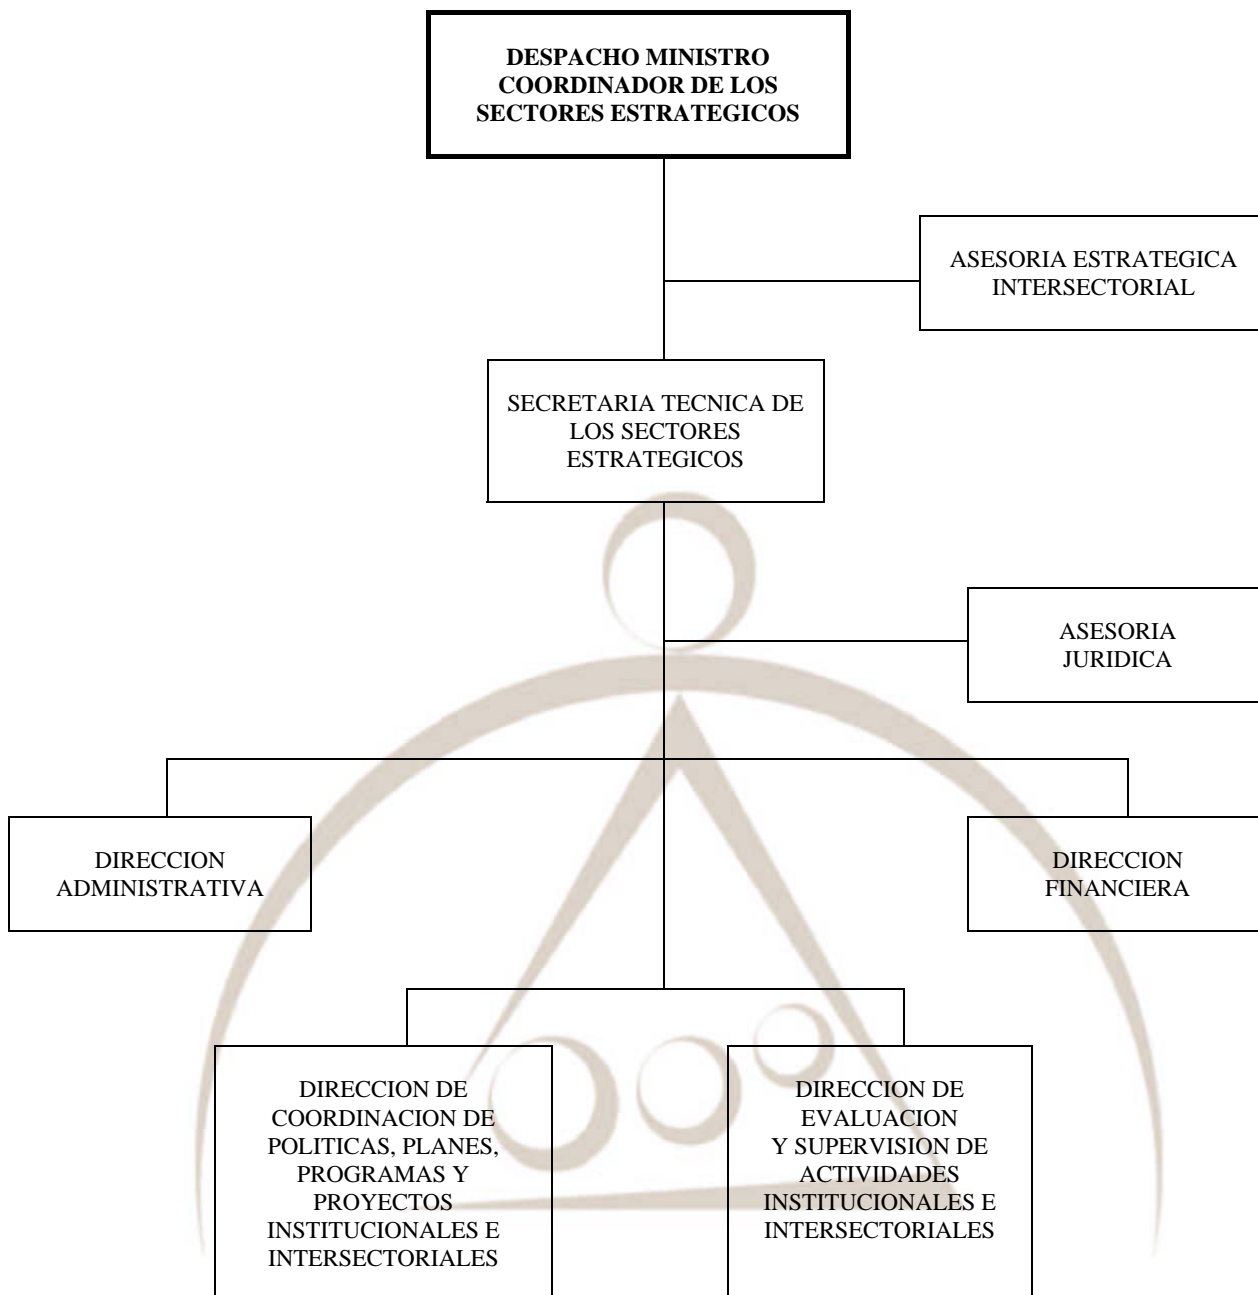 DESPACHO MINISTRO
COORDINADOR DE LOS
SECTORES ESTRATEGICOS
ASESORIA ESTRATEGICA
INTERSECTORIAL
SECRETARIA TECNICA DE
LOS SECTORES
ESTRATEGICOS
ASESORIA
JURIDICA
DIRECCION
ADMINISTRATIVA
DIRECCION
FINANCIERA
DIRECCION DE
COORDINACION DE
POLITICAS, PLANES,
PROGRAMAS Y
PROYECTOS
INSTITUCIONALES E
INTERSECTORIALES
DIRECCION DE
EVALUACION
Y SUPERVISION DE
ACTIVIDADES
INSTITUCIONALES E
INTERSECTORIALES